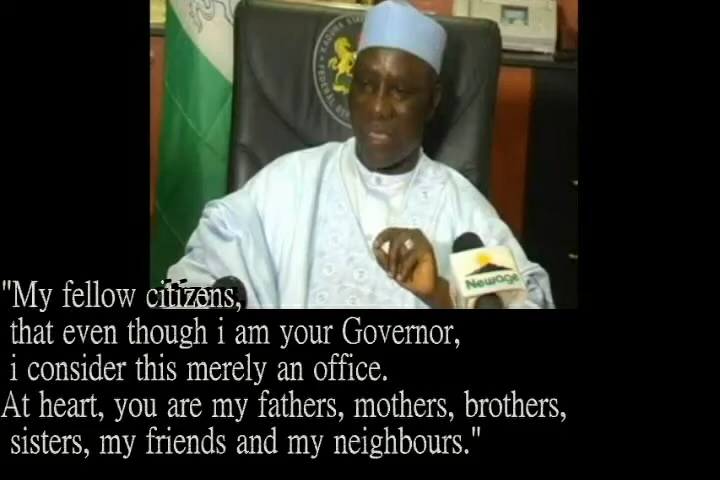 KADUNA
Newage
"My fellow citizens,
that even though i am your Governor,
i consider this merely an office.
At heart, you are my fathers, mothers, brothers,
sisters, my friends and my neighbours."